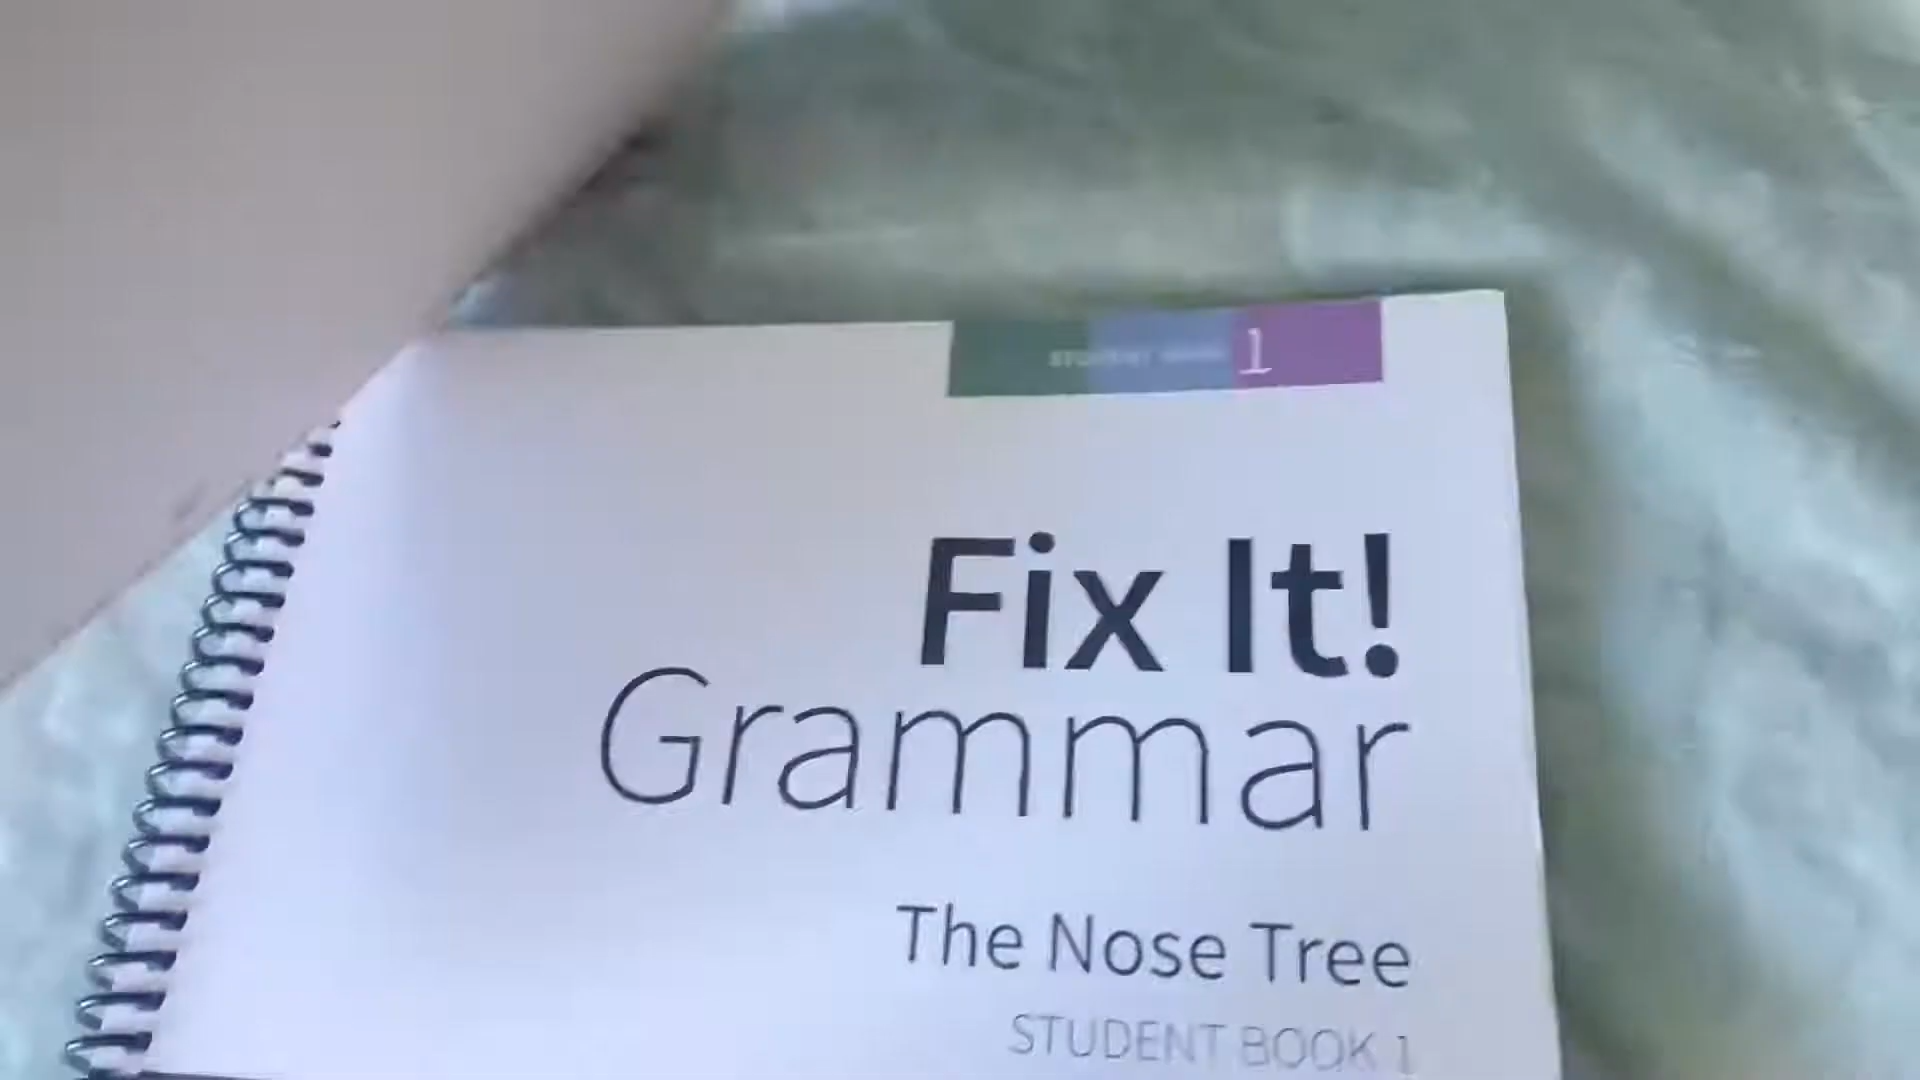 1
Fix It!
Grammar
The Nose Tree
STUDENT BOOK 1